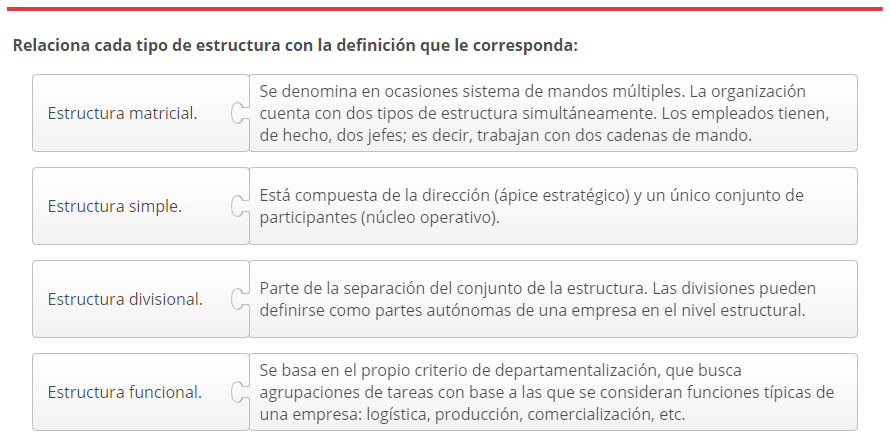 Relaciona cada tipo de estructura con la definición que le corresponda:
Estructura matricial.
Se denomina en ocasiones sistema de mandos múltiples. La organización
cuenta con dos tipos de estructura simultáneamente. Los empleados tienen,
de hecho, dos jefes; es decir, trabajan con dos cadenas de mando.
Estructura simple.
Está compuesta de la dirección (ápice estratégico) y un único conjunto de
participantes (núcleo operativo).
Estructura divisional.
Parte de la separación del conjunto de la estructura. Las divisiones pueden
definirse como partes autónomas de una empresa en el nivel estructural.
Estructura funcional.
Se basa en el propio criterio de departamentalización, que busca
agrupaciones de tareas con base a las que se consideran funciones típicas de
una empresa: logística, producción, comercialización, etc.